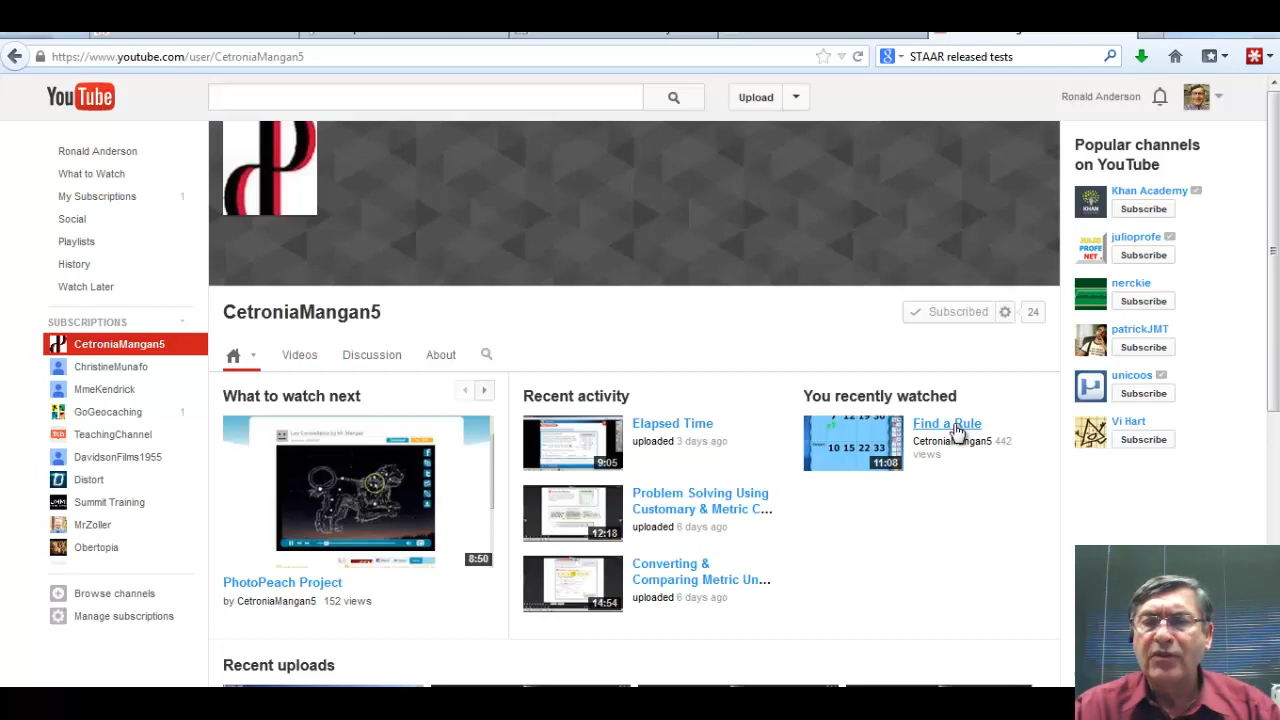 https://www.youtube.com/user/CetroniaMangan5
STAAR released tests
YouTube
Upload
Ronald Anderson
Ronald Anderson
What to Watch
My Subscriptions 1
Social
Playlists
History
Watch Later
SUBSCRIPTIONS
CetroniaMangan5
ChristineMunafo
MmeKendrick
GoGeocaching 1
TeachingChannel
DavidsonFilms1955
Distort
Summit Training
MrZoller
Obertopia
Browse channels
Manage subscriptions
CetroniaMangan5
Subscribed 24
Videos Discussion About
What to watch next
8:50
PhotoPeach Project
by CetroniaMangan5 152 views
Recent activity
9:05
Elapsed Time
uploaded 3 days ago
12:18
Problem Solving Using
Customary & Metric C...
uploaded 6 days ago
14:54
Converting &
Comparing Metric Un...
uploaded 6 days ago
You recently watched
7 12 19 30
10 15 22 33
11:08
Find a Rule
CetroniaMangan5 442
views
Recent uploads
Popular channels
on YouTube
Khan Academy
Subscribe
julioprofe
Subscribe
nerckie
Subscribe
patrickJMT
Subscribe
unicoos
Subscribe
Vi Hart
Subscribe